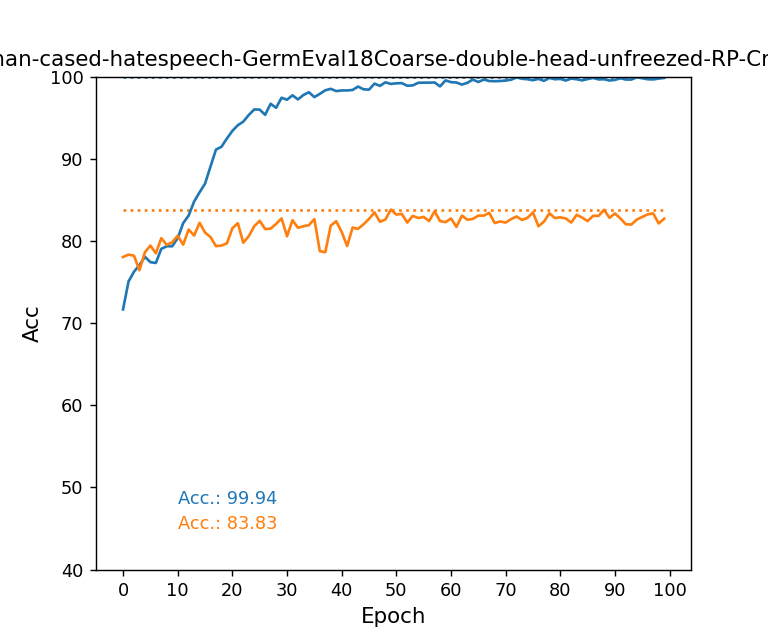 nan-cased-hatespeech-GermEval18Coarse-double-head-unfreezed-RP-Cr
100
90
80
70
60
50
40
Acc
Acc.: 99.94
Acc.: 83.83
0 10 20 30 40 50 60 70 80 90 100
Epoch